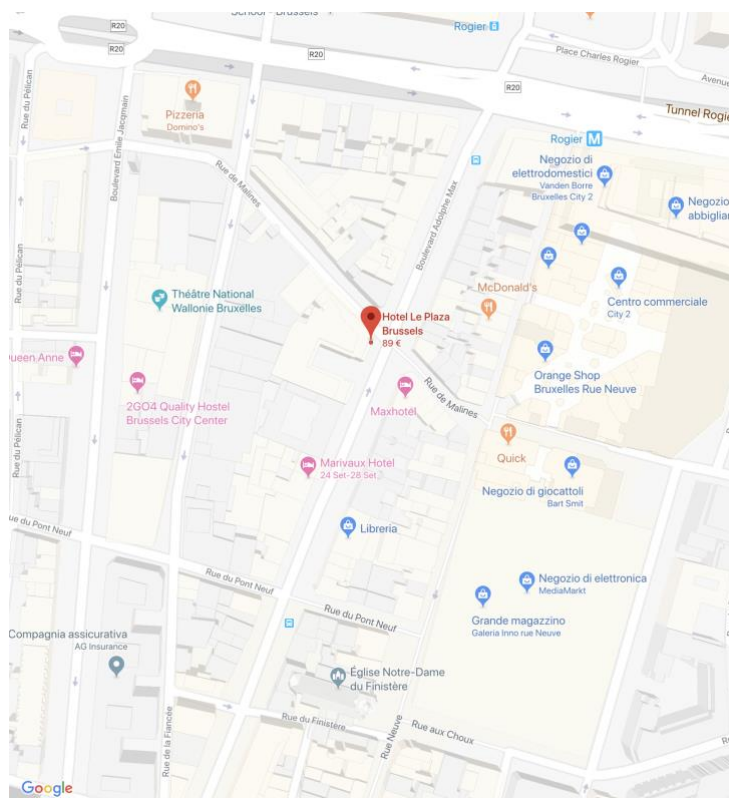 School - Brussels
R20
Rogier
R20
R20
Place Charles Rogier
Avenue
R20
Tunnel Rogier
Rue du Pélican
Boulevard Emile Jacqmain
Pizzeria
Domino's
Rue de Malines
Rogier M
Negozio di
elettrodomestici
Vanden Borre
Bruxelles City 2
Negozio
abbiglia
Boulevard Adolphe Max
Rue du Pélican
Théâtre National
Wallonie Bruxelles
McDonald's
Centro commerciale
City 2
Hotel Le Plaza
Brussels
89 €
Queen Anne
Orange Shop
Bruxelles Rue Neuve
2GO4 Quality Hostel
Brussels City Center
Maxhotel
Rue de Malines
Rue du Pélican
Quick
Marivaux Hotel
24 Set-28 Set
Negozio di giocattoli
Bart Smit
Rue du Pont Neuf
Libreria
Rue du Pont Neuf
Negozio di elettronica
MediaMarkt
Rue du Pont Neuf
Grande magazzino
Galeria Inno rue Neuve
Compagnia assicurativa
AG Insurance
Église Notre-Dame
du Finistère
Rue de la Fiancée
Rue du Finistère
Rue Neuve
Rue aux Choux
Google